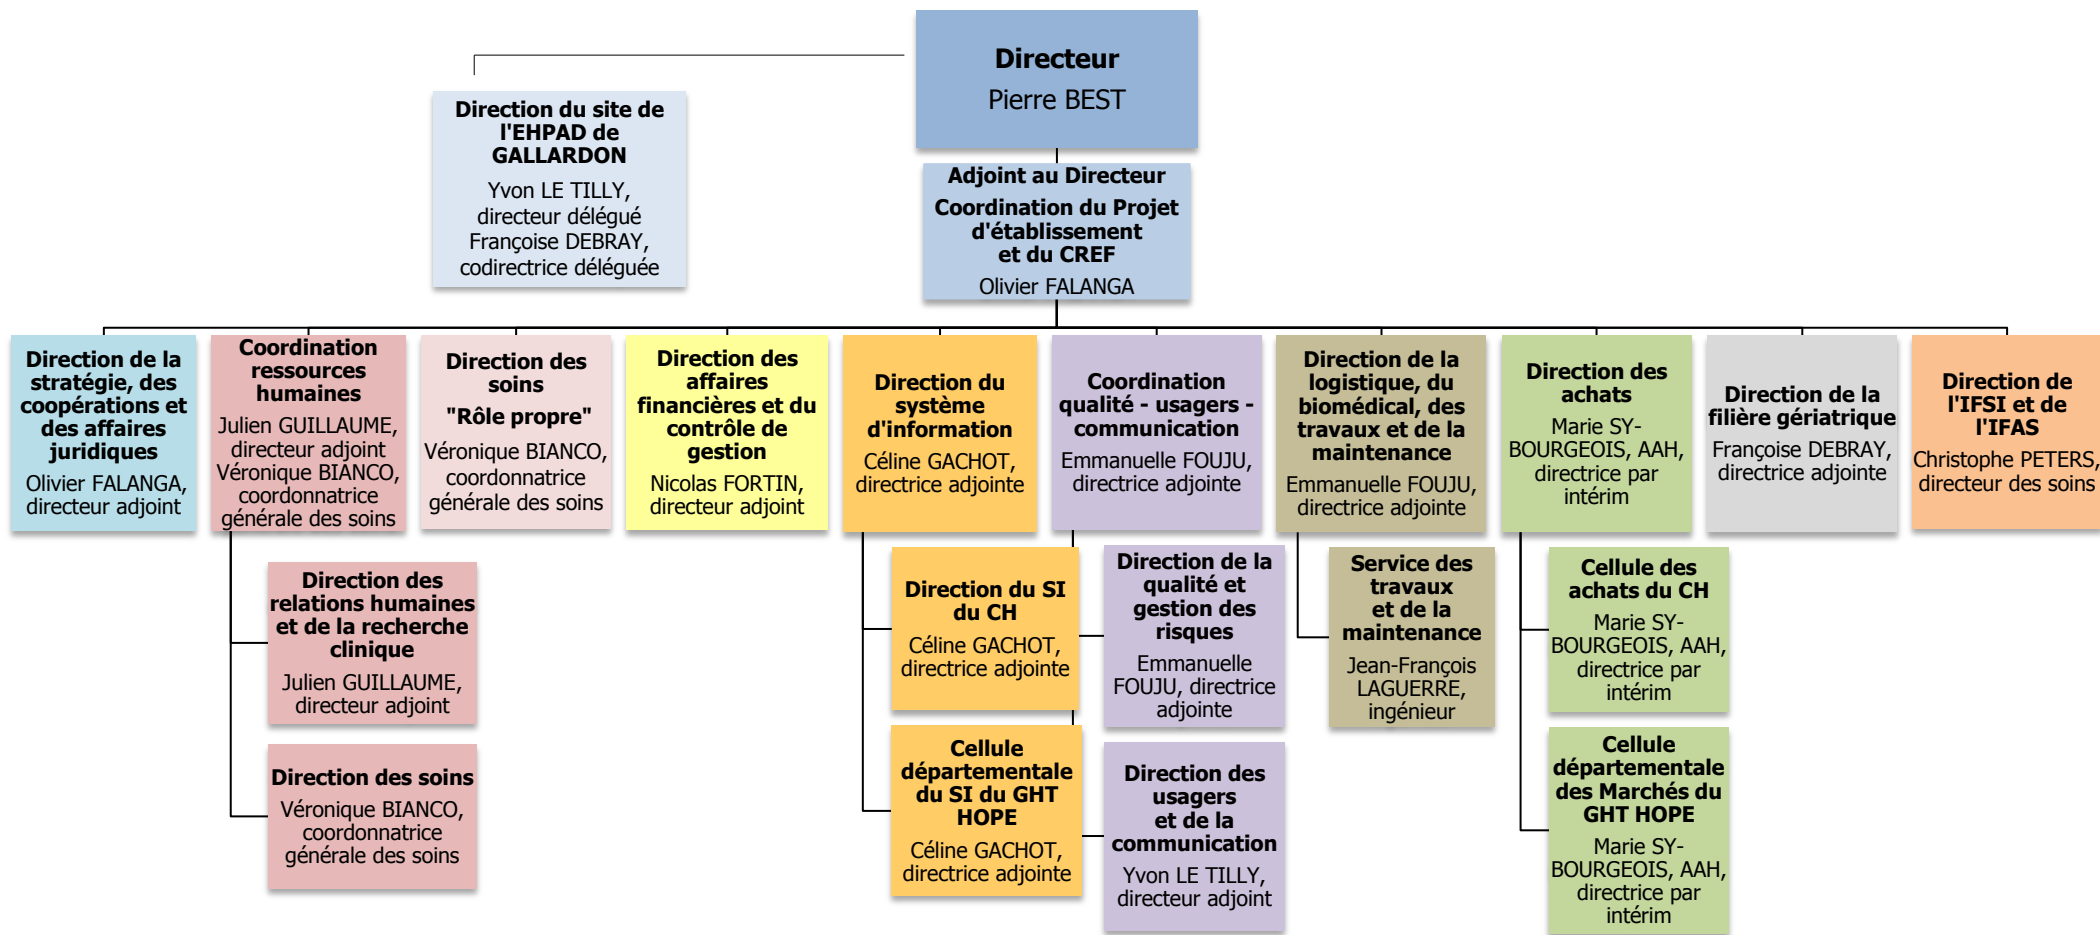 Directeur
Pierre BEST
Direction du site de
l'EHPAD de
GALLARDON
Yvon LE TILLY,
directeur délégué
Françoise DEBRAY,
codirectrice déléguée
Adjoint au Directeur
Coordination du Projet
d'établissement
et du CREF
Olivier FALANGA
Direction de la
stratégie, des
coopérations et
des affaires
juridiques
Olivier FALANGA,
directeur adjoint
Coordination
ressources
humaines
Julien GUILLAUME,
directeur adjoint
Véronique BIANCO,
coordonnatrice
générale des soins
Direction des
soins
"Rôle propre"
Véronique BIANCO,
coordonnatrice
générale des soins
Direction des
affaires
financières et du
contrôle de
gestion
Nicolas FORTIN,
directeur adjoint
Direction du
système
d'information
Céline GACHOT,
directrice adjointe
Coordination
qualité - usagers -
communication
Emmanuelle FOUJU,
directrice adjointe
Direction de la
logistique, du
biomédical, des
travaux et de la
maintenance
Emmanuelle FOUJU,
directrice adjointe
Direction des
achats
Marie SY-
BOURGEOIS, AAH,
directrice par
intérim
Direction de la
filière gériatrique
Françoise DEBRAY,
directrice adjointe
Direction de
l'IFSI et de
l'IFAS
Christophe PETERS,
directeur des soins
Direction des
relations humaines
et de la recherche
clinique
Julien GUILLAUME,
directeur adjoint
Direction des soins
Véronique BIANCO,
coordonnatrice
générale des soins
Direction du SI
du CH
Céline GACHOT,
directrice adjointe
Cellule
départementale
du SI du GHT
HOPE
Céline GACHOT,
directrice adjointe
Direction de la
qualité et
gestion des
risques
Emmanuelle
FOUJU, directrice
adjointe
Direction des
usagers
et de la
communication
Yvon LE TILLY,
directeur adjoint
Service des
travaux
et de la
maintenance
Jean-François
LAGUERRE,
ingénieur
Cellule des
achats du CH
Marie SY-
BOURGEOIS, AAH,
directrice par
intérim
Cellule
départementale
des Marchés du
GHT HOPE
Marie SY-
BOURGEOIS, AAH,
directrice par
intérim